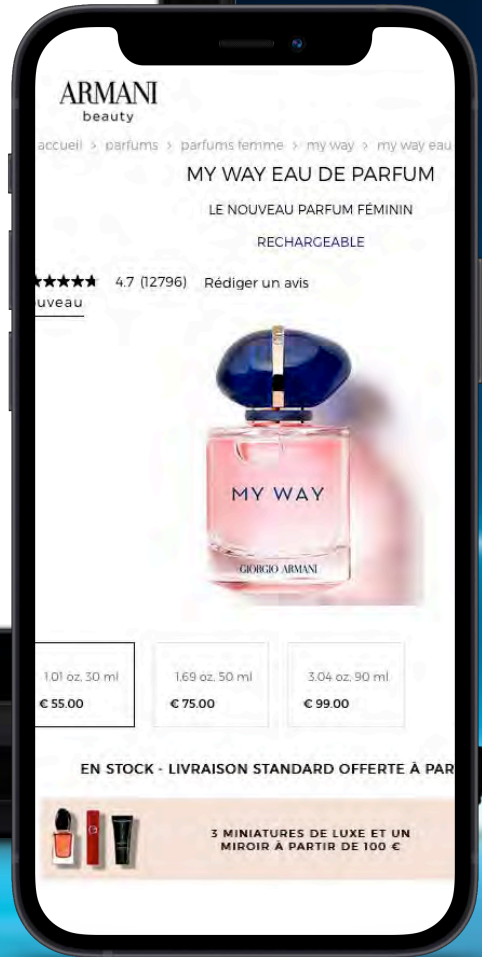 ARMANI
beauty
accueil > parfums > parfums femme > my way > my way eau
MY WAY EAU DE PARFUM
LE NOUVEAU PARFUM FÉMININ
RECHARGEABLE
4.7 (12796) Rédiger un avis
ouveau
MY WAY
GIORGIO ARMANI
1.01 oz. 30 ml
€ 55.00
1.69 oz. 50 ml
€ 75.00
3.04 oz. 90 ml
€ 99.00
EN STOCK - LIVRAISON STANDARD OFFERTE À PAR
3 MINIATURES DE LUXE ET UN
MIROIR À PARTIR DE 100 €